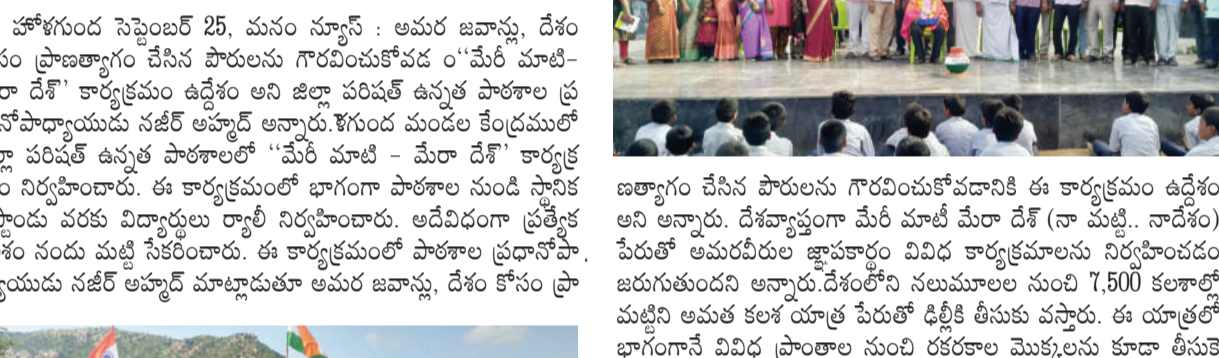 హోళగుంద సెప్టెంబర్ 25, మనం న్యూస్ : అమర జవాన్లు, దేశం
సం ప్రాణత్యాగం చేసిన పౌరులను గౌరవించుకోవడ ం‘‘మేరీ మాటి-
రా దేశ్’’ కార్యక్రమం ఉద్దేశం అని జిల్లా పరిషత్ ఉన్నత పాఠశాల ప్ర
నోపాధ్యాయుడు నజీర్ అహ్మద్ అన్నారు.ళగుంద మండల కేంద్రములో
ల్లా పరిషత్ ఉన్నత పాఠశాలలో ‘‘మేరీ మాటి - మేరా దేశ్’’ కార్యక్ర
ం నిర్వహించారు. ఈ కార్యక్రమంలో భాగంగా పాఠశాల నుండి స్థానిక
స్టాండు వరకు విద్యార్థులు ర్యాలీ నిర్వహించారు. అదేవిధంగా ప్రత్యేక
శం నందు మట్టి సేకరించారు. ఈ కార్యక్రమంలో పాఠశాల ప్రధానోపా
యుడు నజీర్ అహ్మద్ మాట్లాడుతూ అమర జవాన్లు, దేశం కోసం ప్రా
ణత్యాగం చేసిన పౌరులను గౌరవించుకోవడానికి ఈ కార్యక్రమం ఉద్దేశం
అని అన్నారు. దేశవ్యాప్తంగా మేరీ మాటీ మేరా దేశ్ (నా మట్టి.. నాదేశం)
పేరుతో అమరవీరుల జ్ఞాపకార్థం వివిధ కార్యక్రమాలను నిర్వహించడం
జరుగుతుందని అన్నారు.దేశంలోని నలుమూలల నుంచి 7,500 కలశాల్లో
మట్టిని అమత కలశ యాత్ర పేరుతో ఢిల్లీకి తీసుకు వస్తారు. ఈ యాత్రలో
భాగంగానే వివిధ ప్రాంతాల నుంచి రకరకాల మొక్కలను కూడా తీసుకె